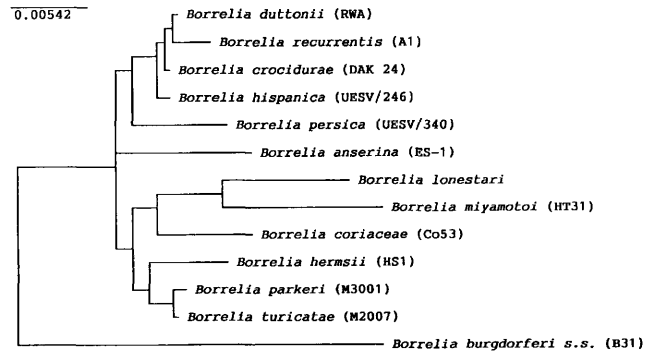 0.00542
Borrelia duttonii (RWA)
Borrelia recurrentis (A1)
Borrelia crocidurae (DAK 24)
Borrelia hispanica (UESV/246)
Borrelia persica (UESV/340)
Borrelia anserina (ES-1)
Borrelia lonestari
Borrelia miyamotoi (HT31)
Borrelia coriaceae (Co53)
Borrelia hermsii (HS1)
Borrelia parkeri (M3001)
Borrelia turicatae (M2007)
Borrelia burgdorferi s.s. (B31)